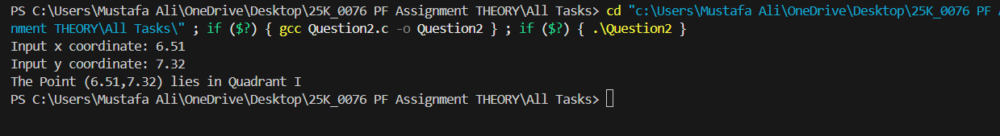 PS C:\Users\Mustafa Ali\OneDrive\Desktop\25K_0076 PF Assignment THEORY\All Tasks> cd "c:\Users\Mustafa Ali\OneDrive\Desktop\25K_0076 PF
nment THEORY\All Tasks\" ; if ($?) { gcc Question2.c -o Question2 } ; if ($?) { .\Question2 }
Input x coordinate: 6.51
Input y coordinate: 7.32
The Point (6.51,7.32) lies in Quadrant I
PS C:\Users\Mustafa Ali\OneDrive\Desktop\25K_0076 PF Assignment THEORY\All Tasks>